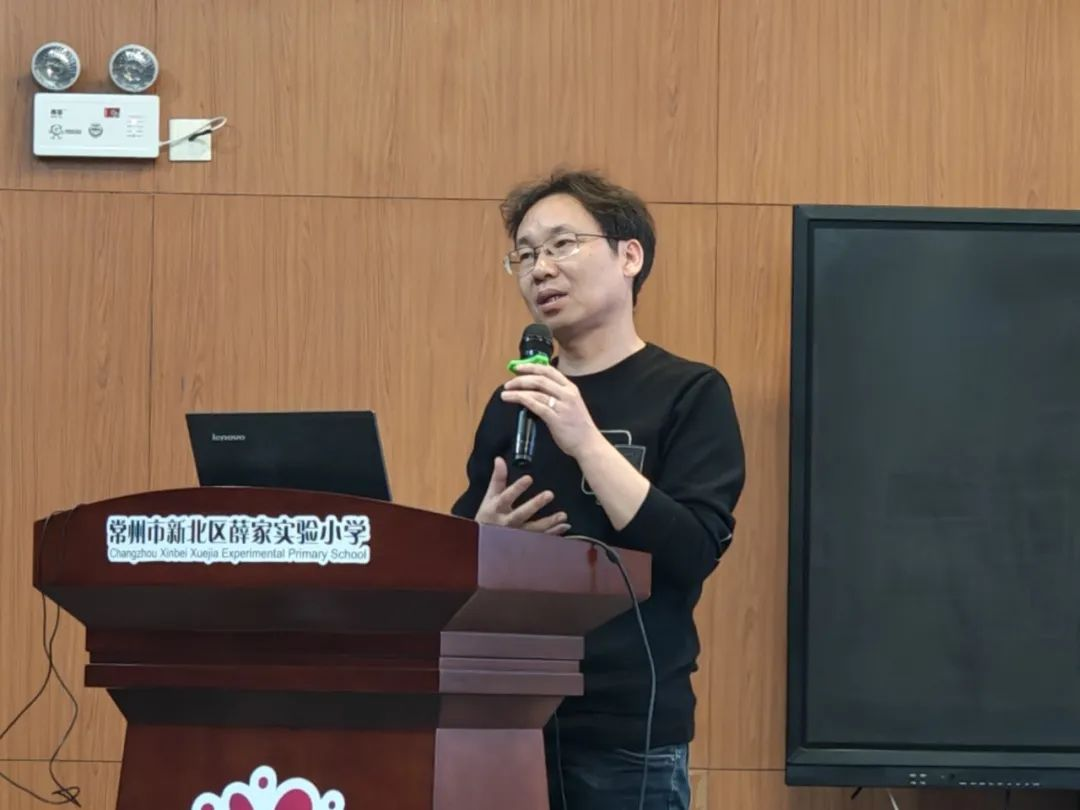 lenovo
常州市新北区薛家实验小学
Changzhou Xinbei Xuejia Experimental Primary School